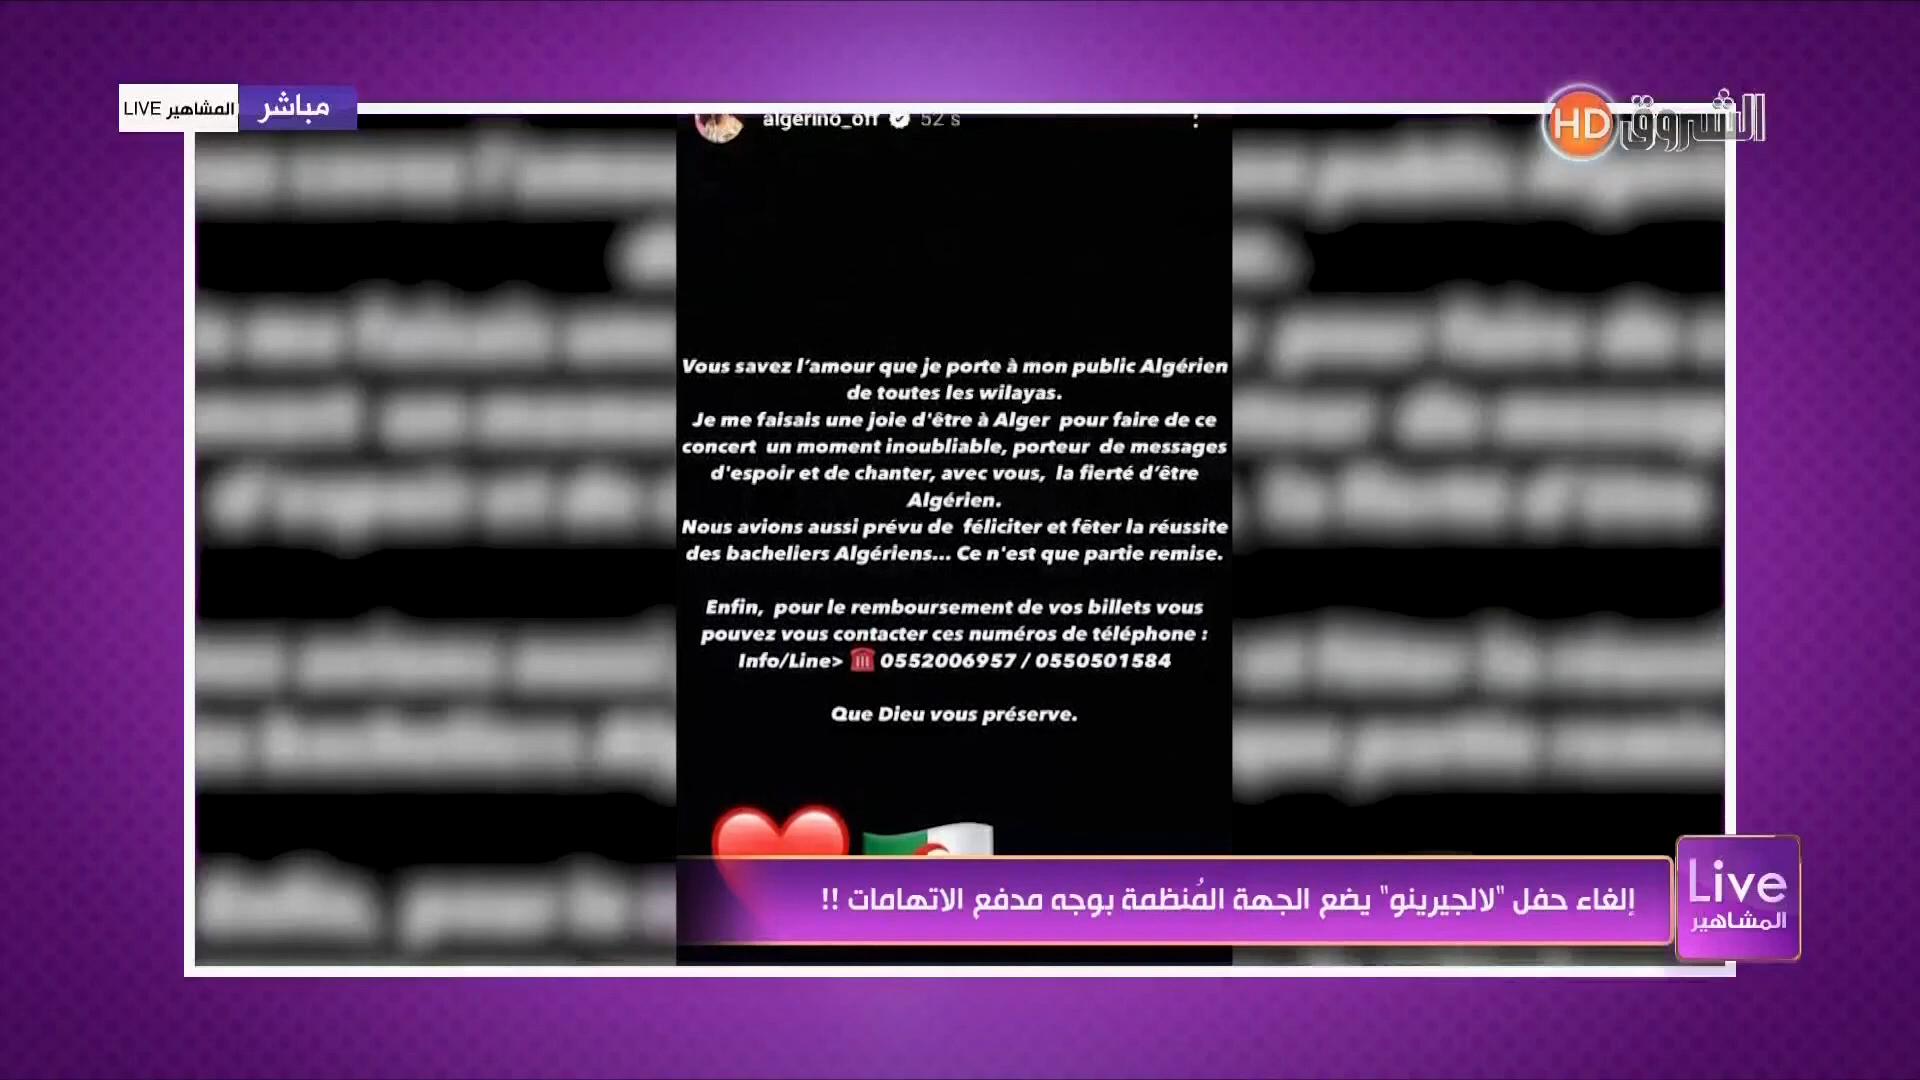 المشاهير LIVE
مباشر
الشروق HD
algerino_off 52 s
Vous savez l’amour que je porte à mon public Algérien
de toutes les wilayas.
Je me faisais une joie d'être à Alger pour faire de ce
concert un moment inoubliable, porteur de messages
d'espoir et de chanter, avec vous, la fierté d’être
Algérien.
Nous avions aussi prévu de féliciter et fêter la réussite
des bacheliers Algériens... Ce n'est que partie remise.
Enfin, pour le remboursement de vos billets vous
pouvez vous contacter ces numéros de téléphone :
Info/Line> ☎️ 0552006957 / 0550501584
Que Dieu vous préserve.
إلغاء حفل "لالجيرينو" يضع الجهة المُنظمة بوجه مدفع الاتهامات !!
Live
المشاهير